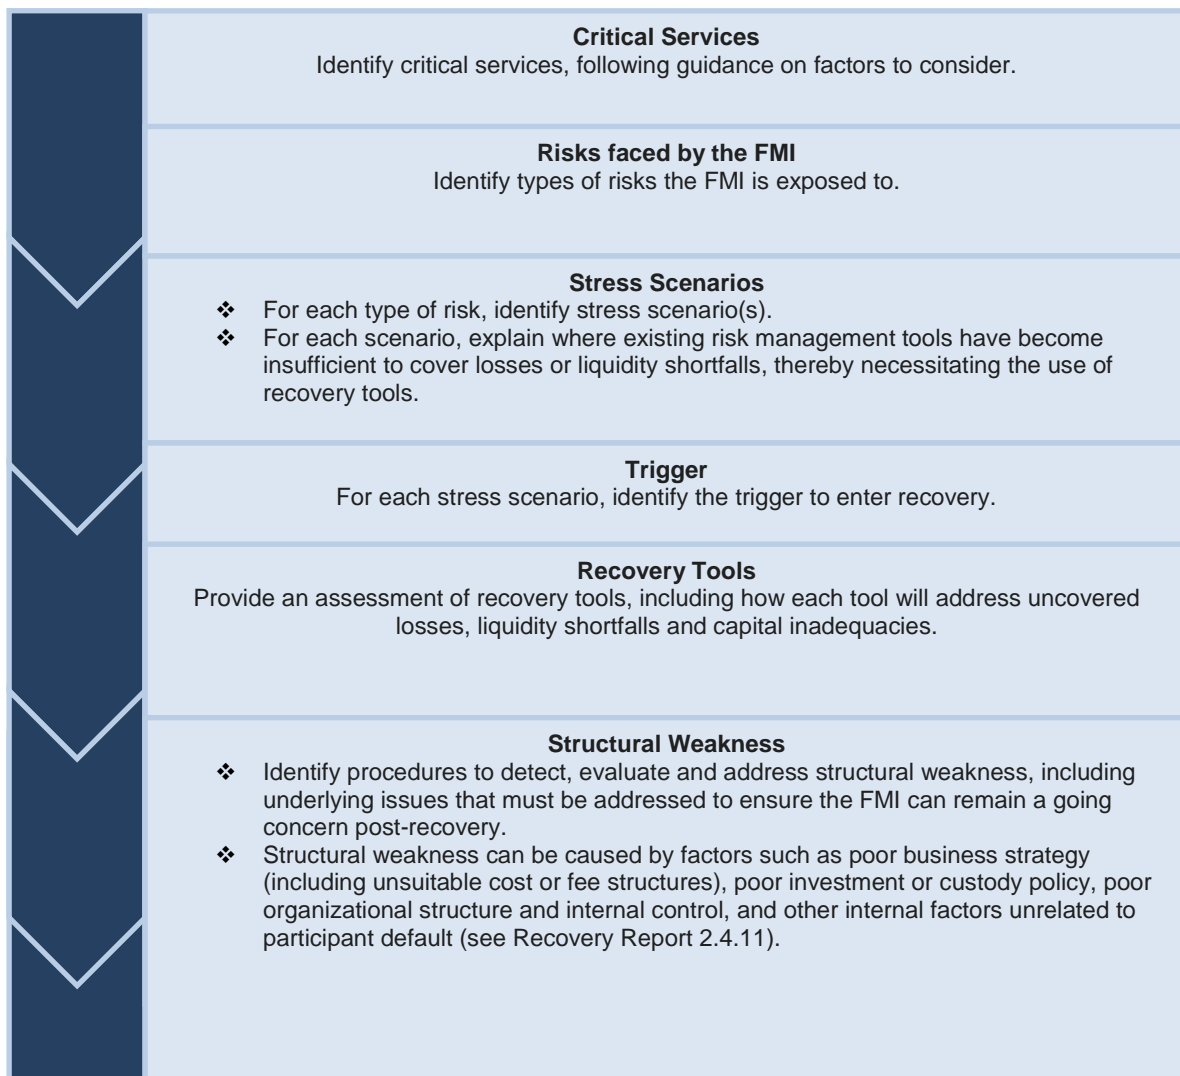 Critical Services
Identify critical services, following guidance on factors to consider.
Risks faced by the FMI
Identify types of risks the FMI is exposed to.
Stress Scenarios
❖ For each type of risk, identify stress scenario(s).
❖ For each scenario, explain where existing risk management tools have become
insufficient to cover losses or liquidity shortfalls, thereby necessitating the use of
recovery tools.
Trigger
For each stress scenario, identify the trigger to enter recovery.
Recovery Tools
Provide an assessment of recovery tools, including how each tool will address uncovered
losses, liquidity shortfalls and capital inadequacies.
Structural Weakness
❖ Identify procedures to detect, evaluate and address structural weakness, including
underlying issues that must be addressed to ensure the FMI can remain a going
concern post-recovery.
❖ Structural weakness can be caused by factors such as poor business strategy
(including unsuitable cost or fee structures), poor investment or custody policy, poor
organizational structure and internal control, and other internal factors unrelated to
participant default (see Recovery Report 2.4.11).